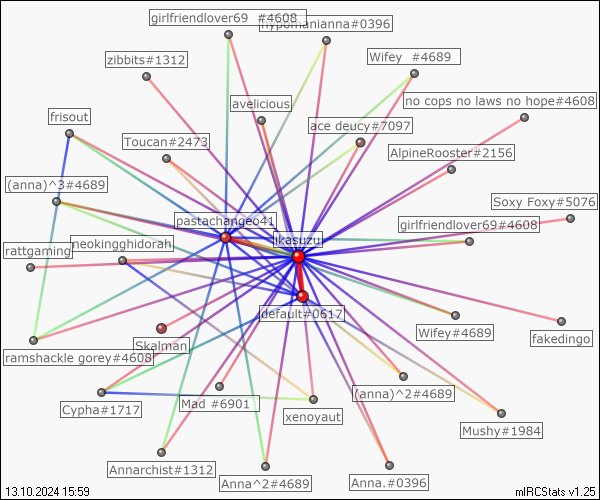 girlfriendlover69 #4608
hypomanianna#0396
zibbits#1312
Wifey #4689
avelicious
no cops no laws no hope#4608
frisout
ace deucy#7097
Toucan#2473
AlpineRooster#2156
(anna)^3#4689
Soxy Foxy#5076
pastachangeo41
girlfriendlover69#4608
rattgaming
neokingghidorah
ikasuzu
default#0617
Wifey#4689
fakedingo
Skalman
ramshackle gorey#4608
(anna)^2#4689
Cypha#1717
Mad #6901
xenoyaut
Mushy#1984
Annarchist#1312
Anna^2#4689
Anna.#0396
13.10.2024 15:59
mIRCStats v1.25